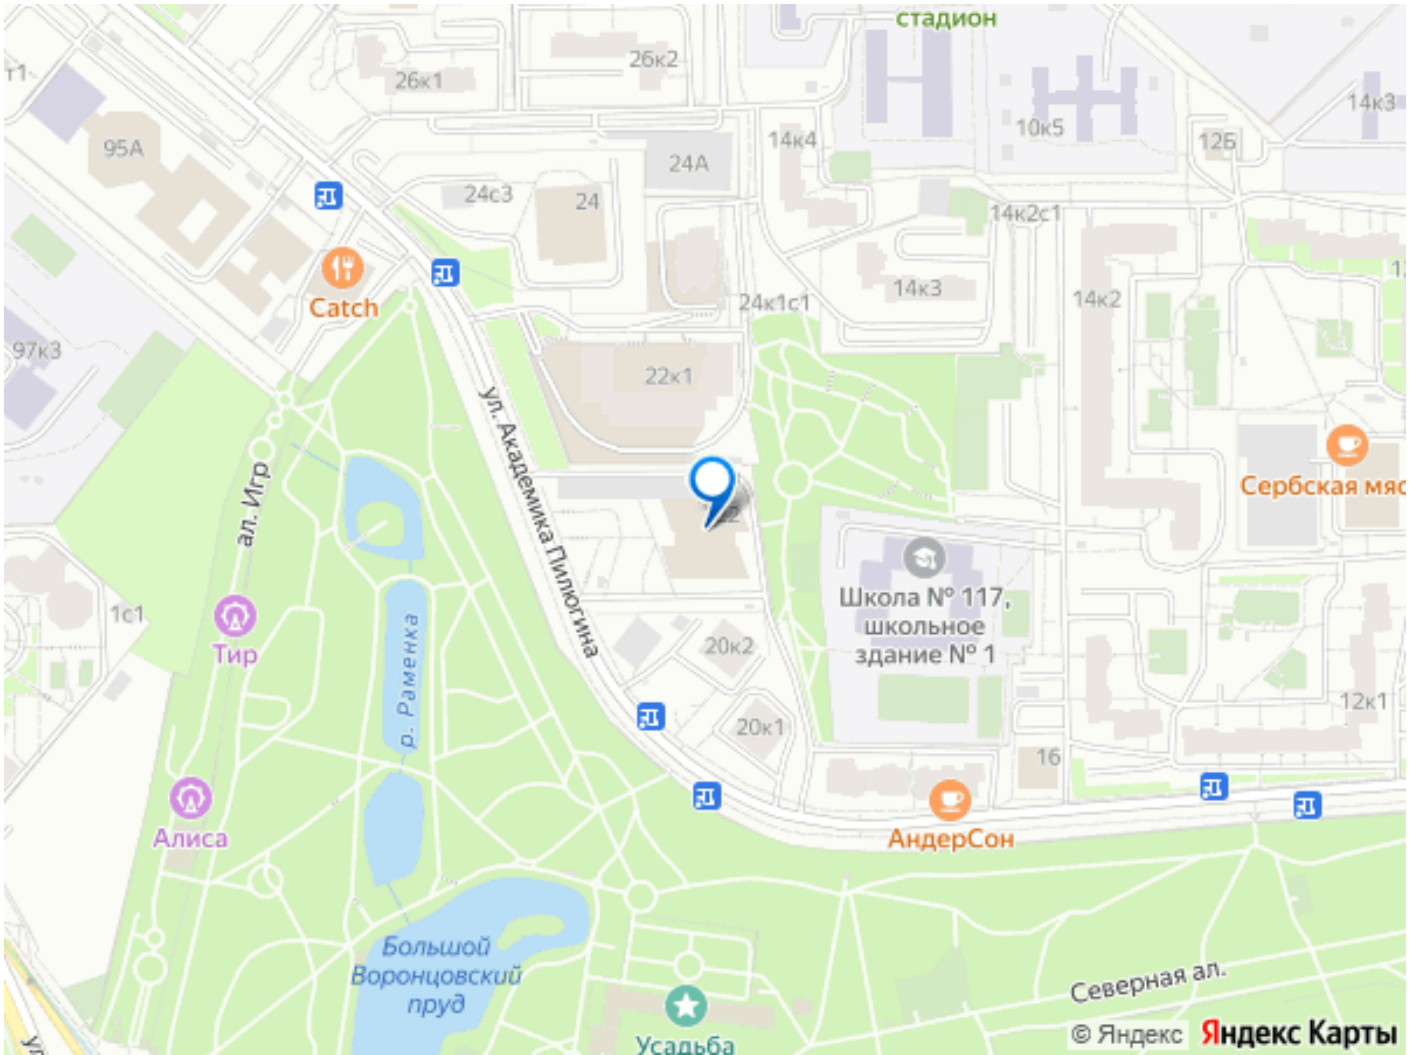 стадион
26к2
26к1
14к3
95А
14к4
10к5
12Б
24А
24с3
24
14к2с1
Catch
24к1с1
14к3
14к2
97к3
22к1
ул. Академика Пилюгина
ал. Игр
Сербская мяс
Школа № 117,
школьное
здание № 1
1с1
Тир
р. Раменка
20к2
20к1
12к1
16
Алиса
АндерСон
Большой
Воронцовский
пруд
Северная ал.
Усадьба
© Яндекс Яндекс Карты